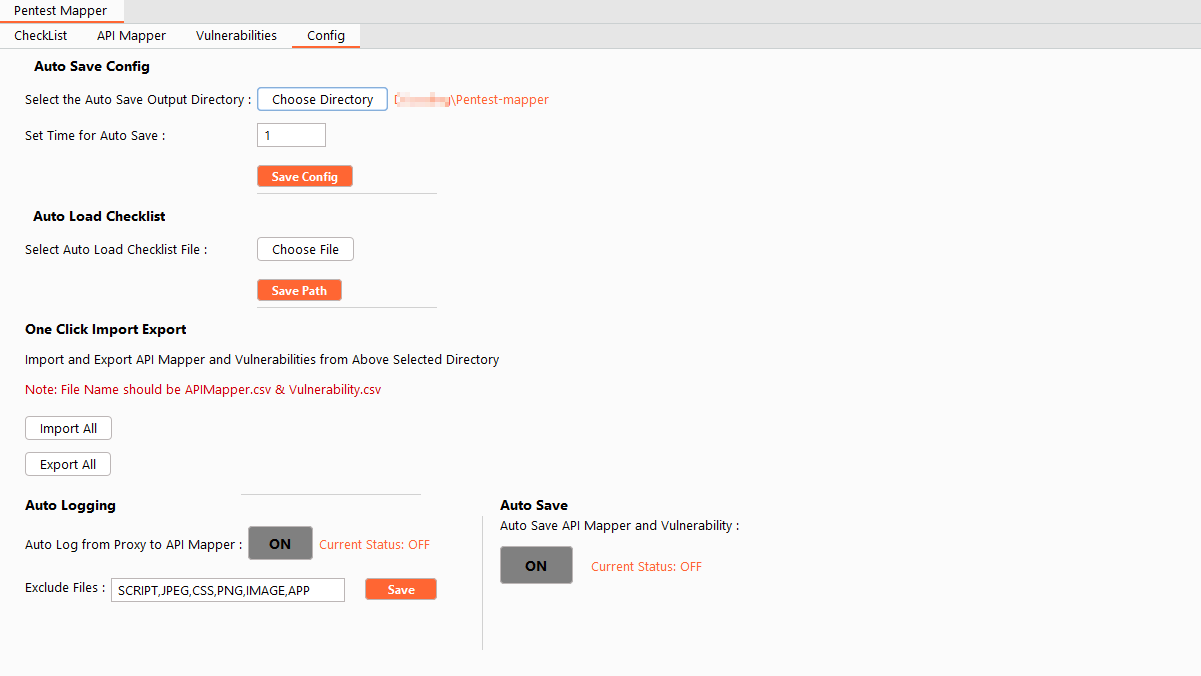 Pentest Mapper
CheckList API Mapper Vulnerabilities Config
Auto Save Config
Select the Auto Save Output Directory : Choose Directory \Pentest-mapper
Set Time for Auto Save : 1
Save Config
Auto Load Checklist
Select Auto Load Checklist File : Choose File
Save Path
One Click Import Export
Import and Export API Mapper and Vulnerabilities from Above Selected Directory
Note: File Name should be APIMapper.csv & Vulnerability.csv
Import All
Export All
Auto Logging
Auto Log from Proxy to API Mapper : ON Current Status: OFF
Exclude Files : SCRIPT,JPEG,CSS,PNG,IMAGE,APP Save
Auto Save
Auto Save API Mapper and Vulnerability :
ON Current Status: OFF